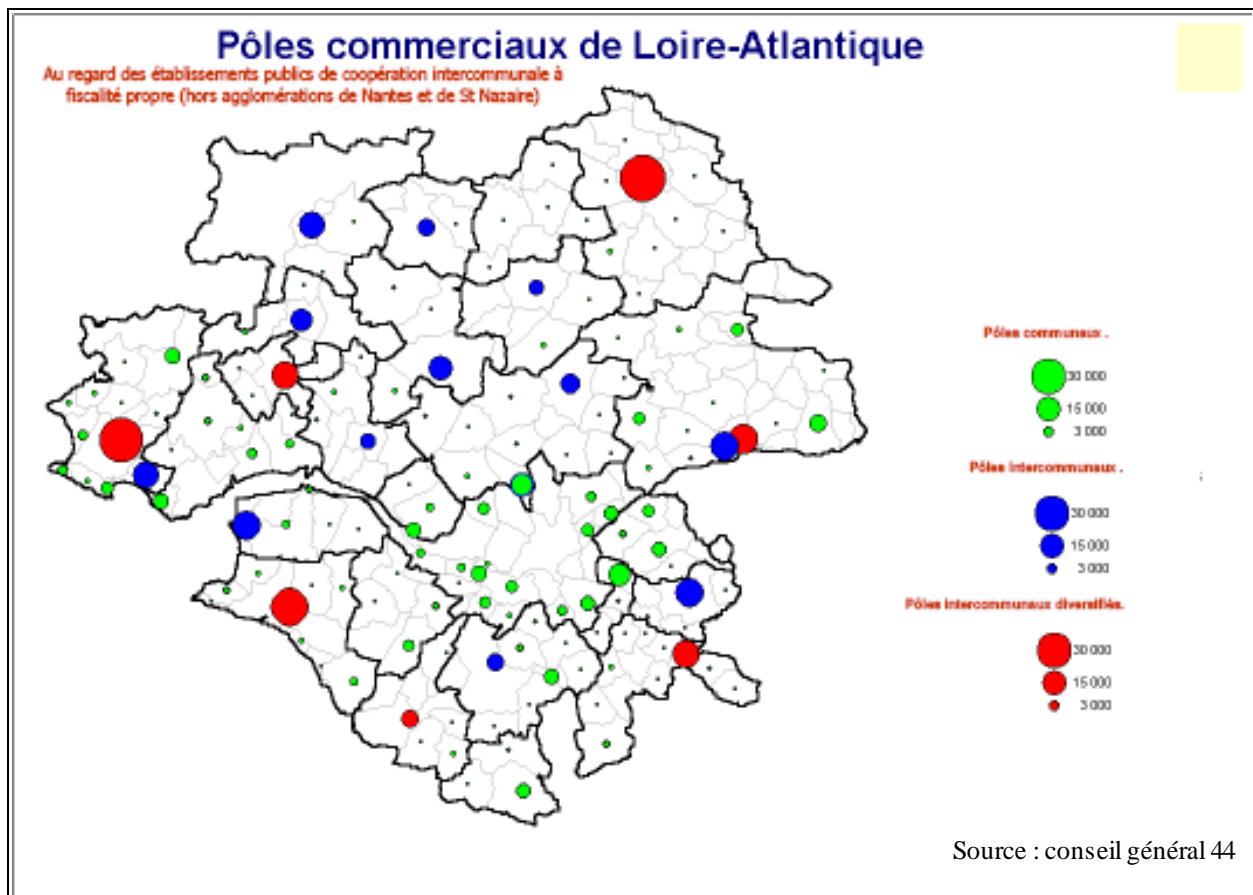 Pôles commerciaux de Loire-Atlantique
Au regard des établissements publics de coopération intercommunale à
fiscalité propre (hors agglomérations de Nantes et de St Nazaire)
Pôles communaux .
30 000
15 000
3 000
Pôles intercommunaux .
30 000
15 000
3 000
Pôles intercommunaux diversifiés.
30 000
15 000
3 000
;
Source : conseil général 44